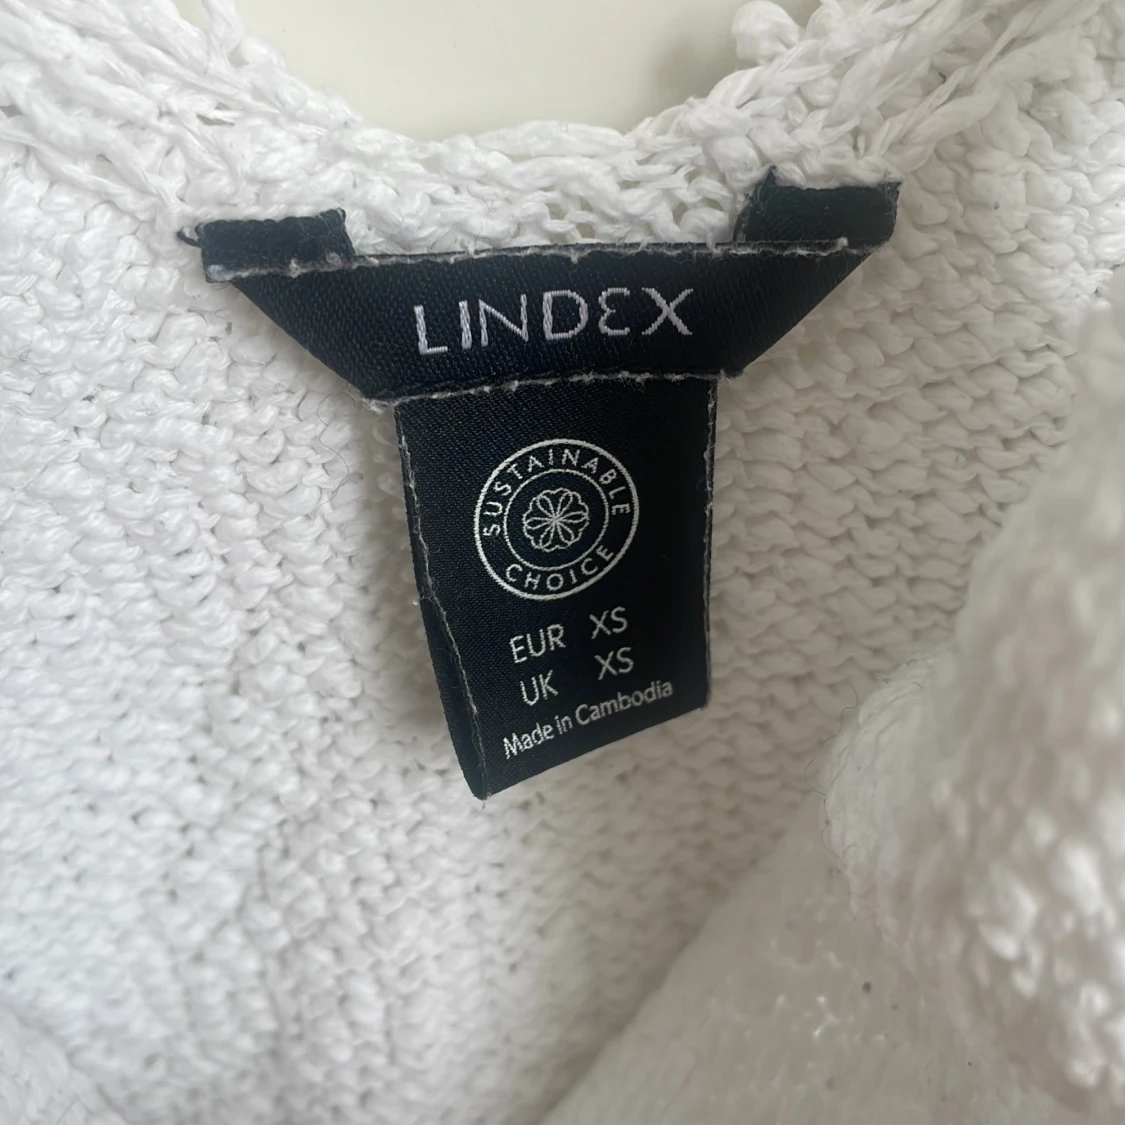 LINDEX
SUSTAINABLE
CHOICE
EUR XS
UK XS
Made in Cambodia